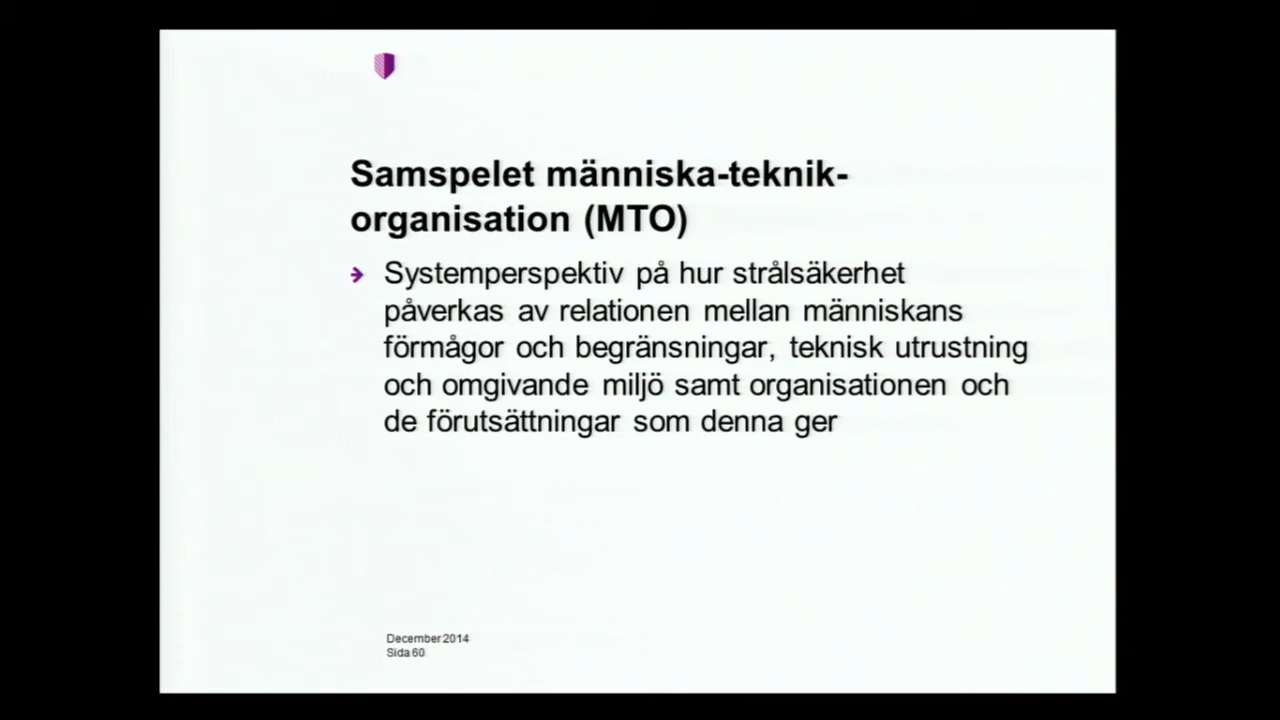 Samspelet människa-teknik-
organisation (MTO)
Systemperspektiv på hur strålsäkerhet
påverkas av relationen mellan människans
förmågor och begränsningar, teknisk utrustning
och omgivande miljö samt organisationen och
de förutsättningar som denna ger
December 2014
Sida 60